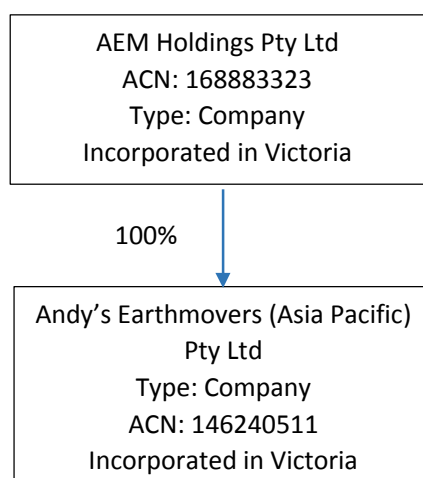 AEM Holdings Pty Ltd
ACN: 168883323
Type: Company
Incorporated in Victoria
100%
Andy’s Earthmovers (Asia Pacific)
Pty Ltd
Type: Company
ACN: 146240511
Incorporated in Victoria